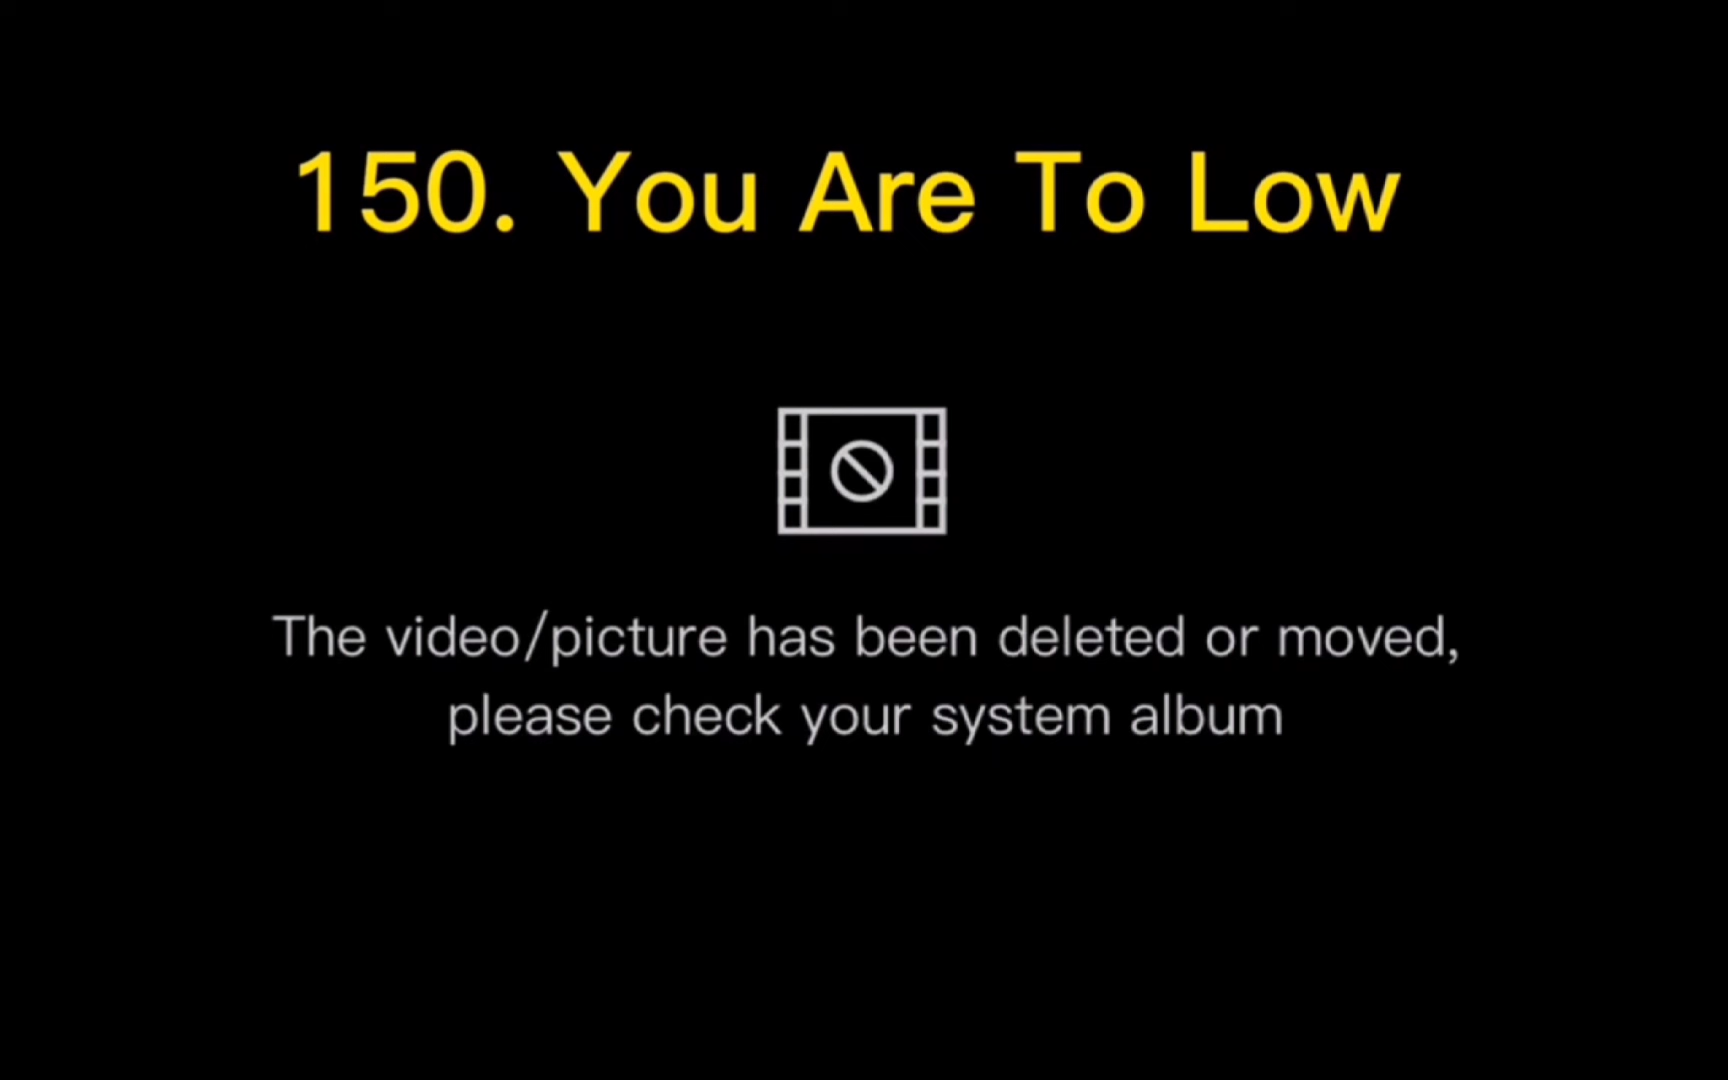 150. You Are To Low
The video/picture has been deleted or moved,
please check your system album